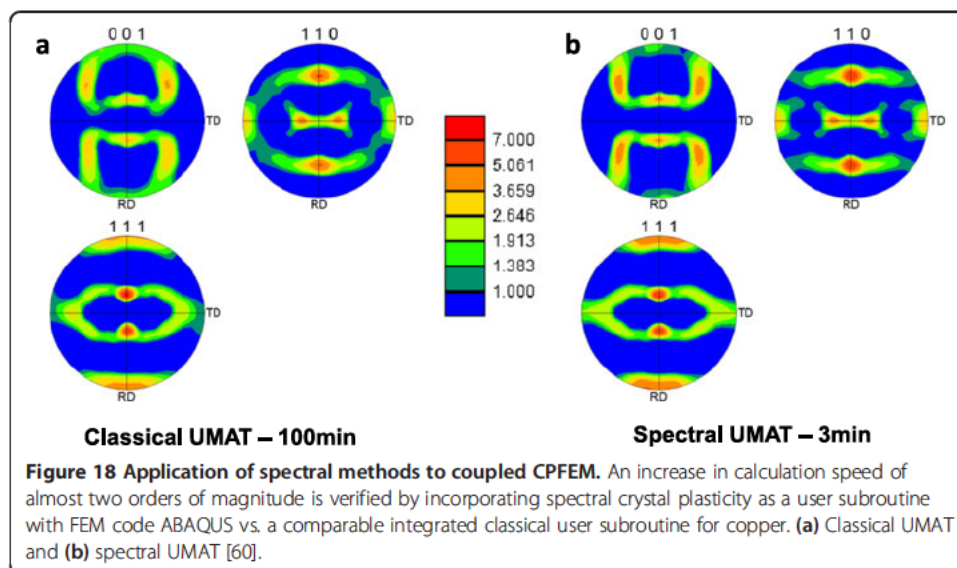 a
0 0 1
TD
RD
1 1 0
TD
RD
1 1 1
TD
RD
7.000
5.061
3.659
2.646
1.913
1.383
1.000
b
0 0 1
TD
RD
1 1 0
TD
RD
1 1 1
TD
RD
Classical UMAT – 100min
Spectral UMAT – 3min
Figure 18 Application of spectral methods to coupled CPFEM. An increase in calculation speed of
almost two orders of magnitude is verified by incorporating spectral crystal plasticity as a user subroutine
with FEM code ABAQUS vs. a comparable integrated classical user subroutine for copper. (a) Classical UMAT
and (b) spectral UMAT [60].